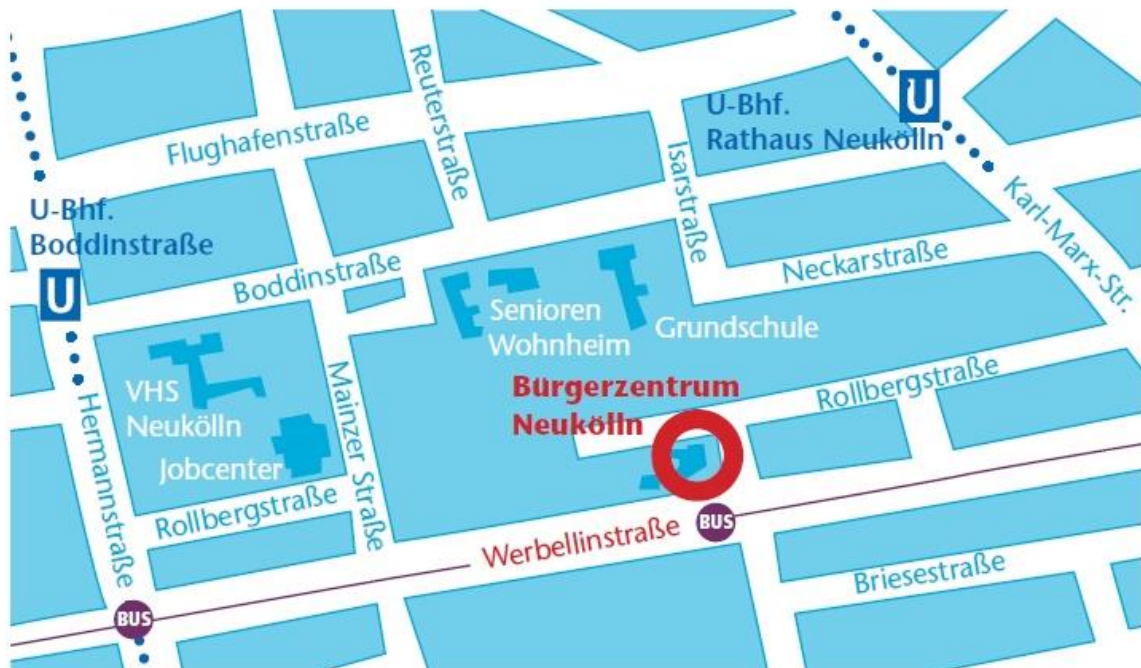 Reuterstraße
U
U-Bhf.
Rathaus Neukölln
Flughafenstraße
Isarstraße
U-Bhf.
Boddinstraße
Karl-Marx-Str.
Boddinstraße
Neckarstraße
U
Senioren
Wohnheim
Grundschule
VHS
Neukölln
Mainzer Straße
Bürgerzentrum
Neukölln
Rollbergstraße
Hermannstraße
Jobcenter
Rollbergstraße
Werbellinstraße
BUS
Briesestraße
BUS